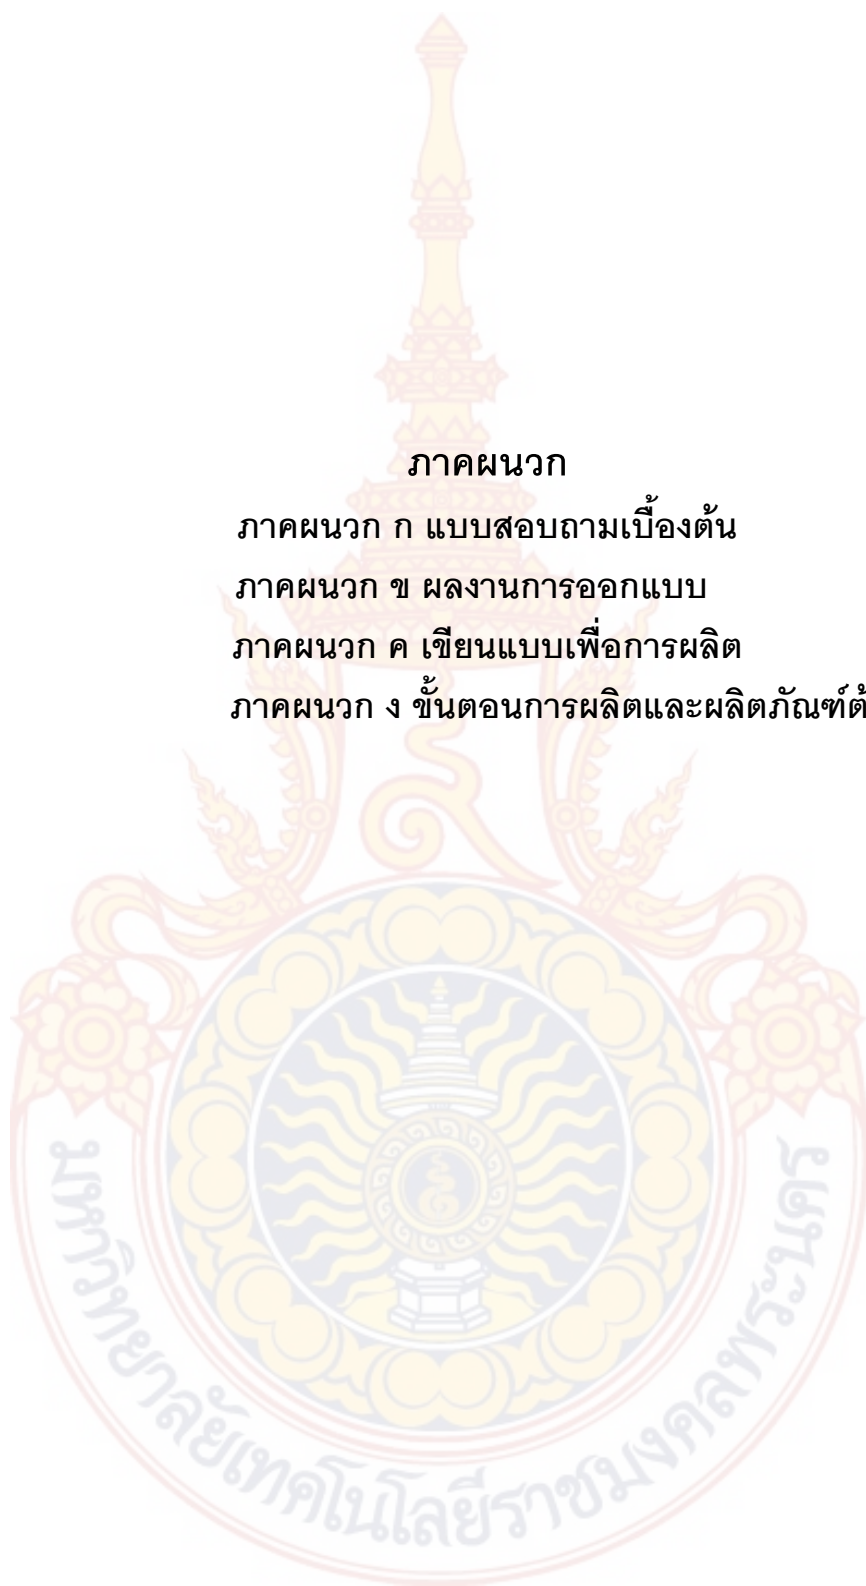 ภาคผนวก
ภาคผนวก ก แบบสอบถามเบื้องต้น
ภาคผนวก ข ผลงานการออกแบบ
ภาคผนวก ค เขียนแบบเพื่อการผลิต
ภาคผนวก ง ขั้นตอนการผลิตและผลิตภัณฑ์ต้
มหาวิทยาลัยเทคโนโลยีราชมงคลพระนคร